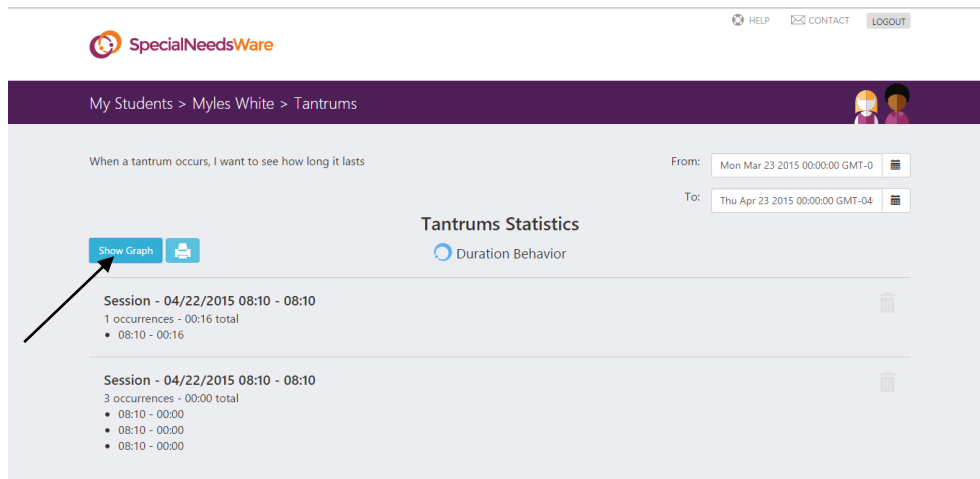 HELP CONTACT LOGOUT
SpecialNeedsWare
My Students > Myles White > Tantrums
When a tantrum occurs, I want to see how long it lasts
From: Mon Mar 23 2015 00:00:00 GMT-0
To: Thu Apr 23 2015 00:00:00 GMT-04
Tantrums Statistics
Show Graph
Duration Behavior
Session - 04/22/2015 08:10 - 08:10
1 occurrences - 00:16 total
• 08:10 - 00:16
Session - 04/22/2015 08:10 - 08:10
3 occurrences - 00:00 total
• 08:10 - 00:00
• 08:10 - 00:00
• 08:10 - 00:00